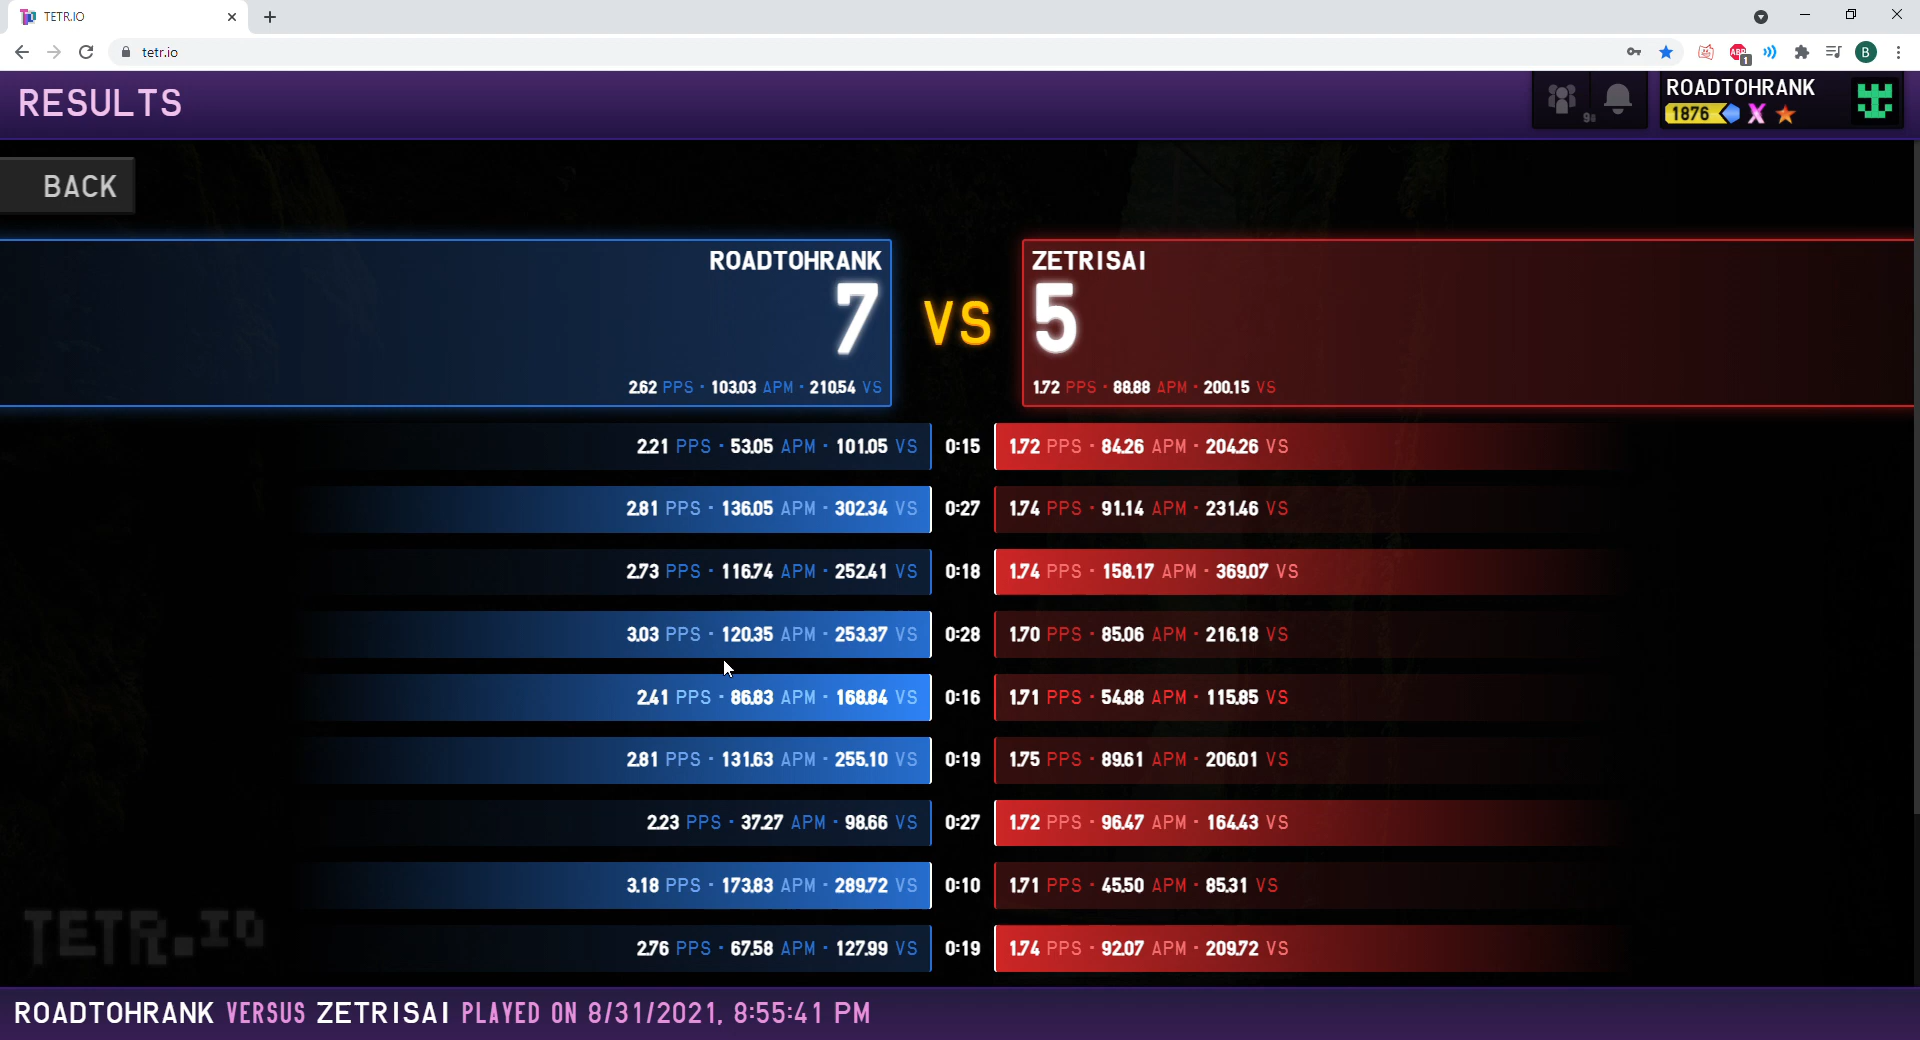 TETR.IO
tetr.io
ABP
1
B
RESULTS
9
ROADTOHRANK
1876 X
BACK
ROADTOHRANK
7
2.62 PPS · 103.03 APM · 210.54 VS
VS
ZETRISAI
5
1.72 PPS · 88.88 APM · 200.15 VS
2.21 PPS · 53.05 APM · 101.05 VS 0:15 1.72 PPS · 84.26 APM · 204.26 VS
2.81 PPS · 136.05 APM · 302.34 VS 0:27 1.74 PPS · 91.14 APM · 231.46 VS
2.73 PPS · 116.74 APM · 252.41 VS 0:18 1.74 PPS · 158.17 APM · 369.07 VS
3.03 PPS · 120.35 APM · 253.37 VS 0:28 1.70 PPS · 85.06 APM · 216.18 VS
2.41 PPS · 86.83 APM · 168.84 VS 0:16 1.71 PPS · 54.88 APM · 115.85 VS
2.81 PPS · 131.63 APM · 255.10 VS 0:19 1.75 PPS · 89.61 APM · 206.01 VS
2.23 PPS · 37.27 APM · 98.66 VS 0:27 1.72 PPS · 96.47 APM · 164.43 VS
3.18 PPS · 173.83 APM · 289.72 VS 0:10 1.71 PPS · 45.50 APM · 85.31 VS
2.76 PPS · 67.58 APM · 127.99 VS 0:19 1.74 PPS · 92.07 APM · 209.72 VS
TETR.IO
ROADTOHRANK VERSUS ZETRISAI PLAYED ON 8/31/2021, 8:55:41 PM